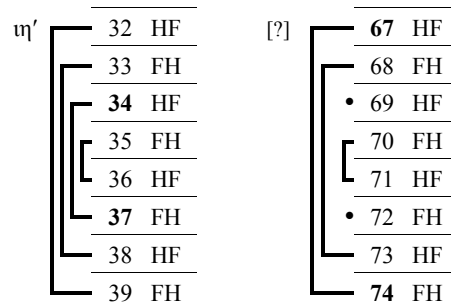 ιη′ 32 HF
33 FH
34 HF
35 FH
36 HF
37 FH
38 HF
39 FH
[?] 67 HF
68 FH
• 69 HF
70 FH
71 HF
• 72 FH
73 HF
74 FH